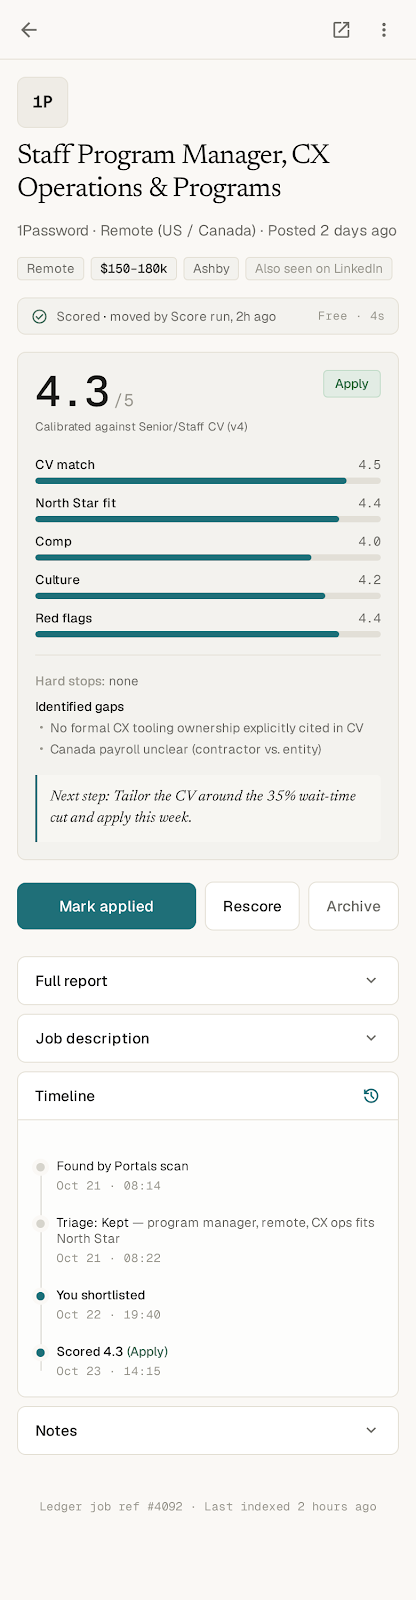 1P
Staff Program Manager, CX
Operations & Programs
1Password · Remote (US / Canada) · Posted 2 days ago
Remote
$150–180k
Ashby
Also seen on LinkedIn
Scored · moved by Score run, 2h ago
Free · 4s
4.3/5
Apply
Calibrated against Senior/Staff CV (v4)
CV match 4.5
North Star fit 4.4
Comp 4.0
Culture 4.2
Red flags 4.4
Hard stops: none
Identified gaps
• No formal CX tooling ownership explicitly cited in CV
• Canada payroll unclear (contractor vs. entity)
Next step: Tailor the CV around the 35% wait-time
cut and apply this week.
Mark applied
Rescore
Archive
Full report
Job description
Timeline
Found by Portals scan
Oct 21 · 08:14
Triage: Kept — program manager, remote, CX ops fits
North Star
Oct 21 · 08:22
You shortlisted
Oct 22 · 19:40
Scored 4.3 (Apply)
Oct 23 · 14:15
Notes
Ledger job ref #4092 · Last indexed 2 hours ago